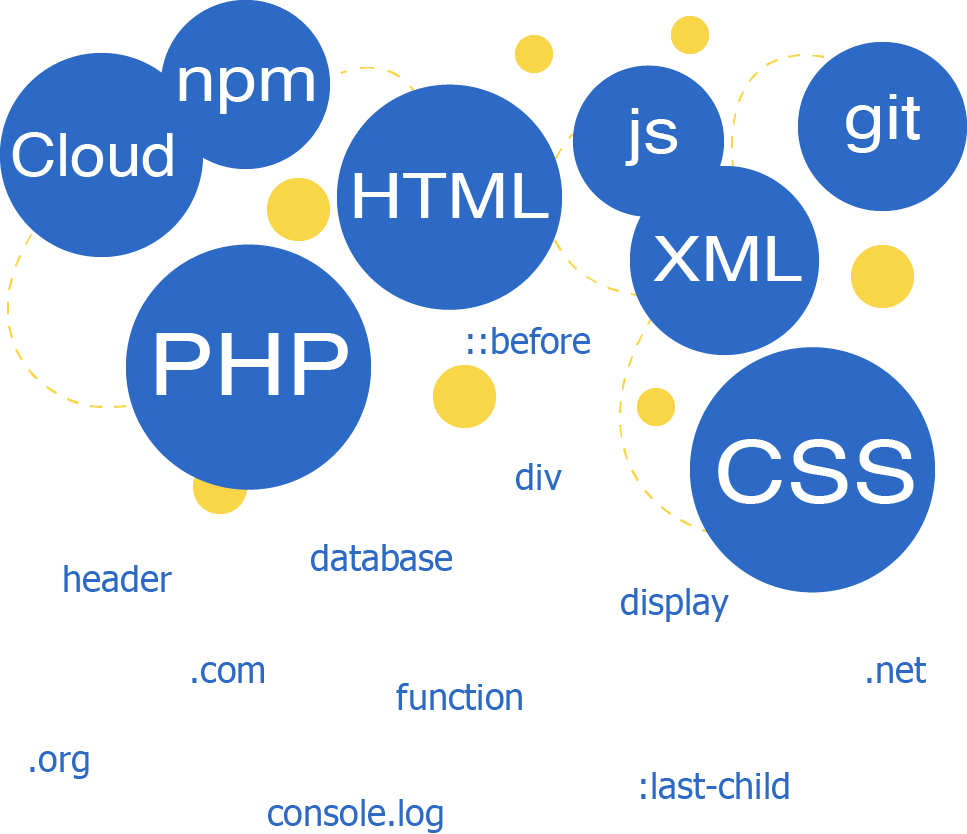 npm
Cloud
HTML
js
git
XML
PHP
::before
CSS
div
database
header
display
.com
.net
function
.org
:last-child
console.log